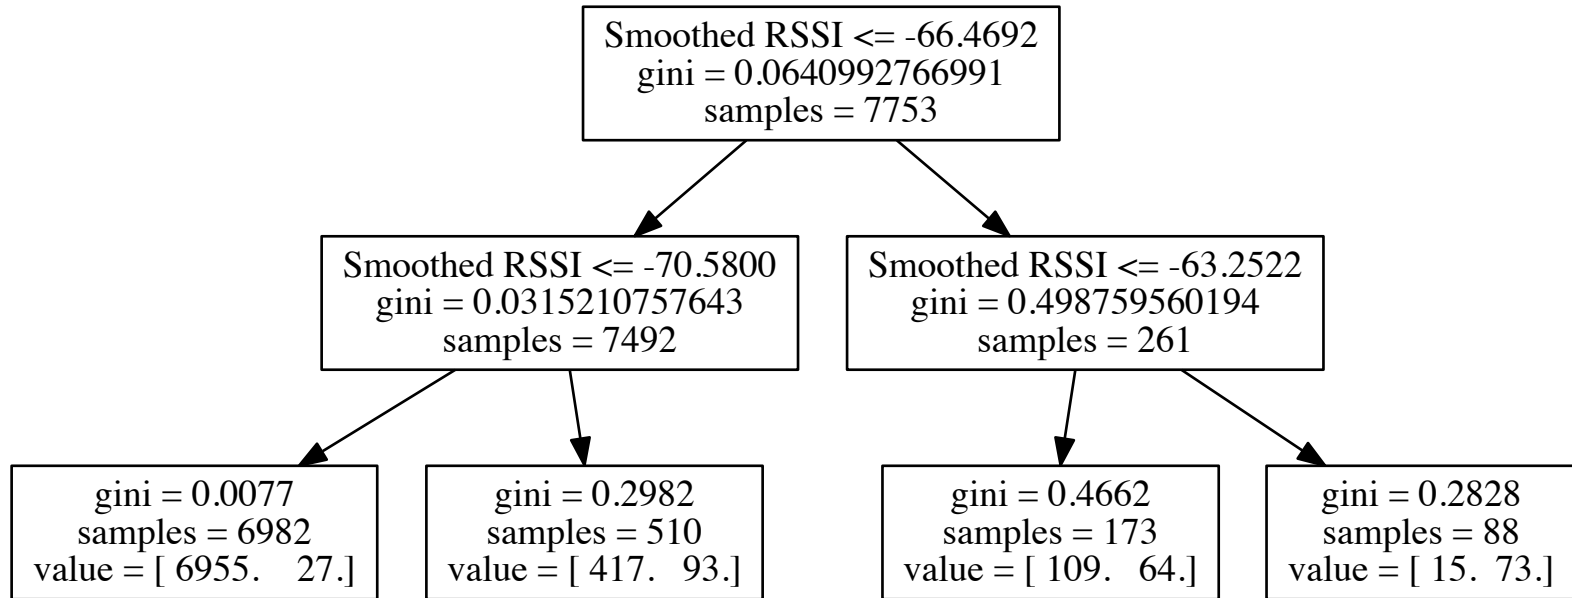 Smoothed RSSI <= -66.4692
gini = 0.0640992766991
samples = 7753
Smoothed RSSI <= -70.5800
gini = 0.0315210757643
samples = 7492
Smoothed RSSI <= -63.2522
gini = 0.498759560194
samples = 261
gini = 0.0077
samples = 6982
value = [ 6955.    27.]
gini = 0.2982
samples = 510
value = [ 417.   93.]
gini = 0.4662
samples = 173
value = [ 109.   64.]
gini = 0.2828
samples = 88
value = [ 15.  73.]